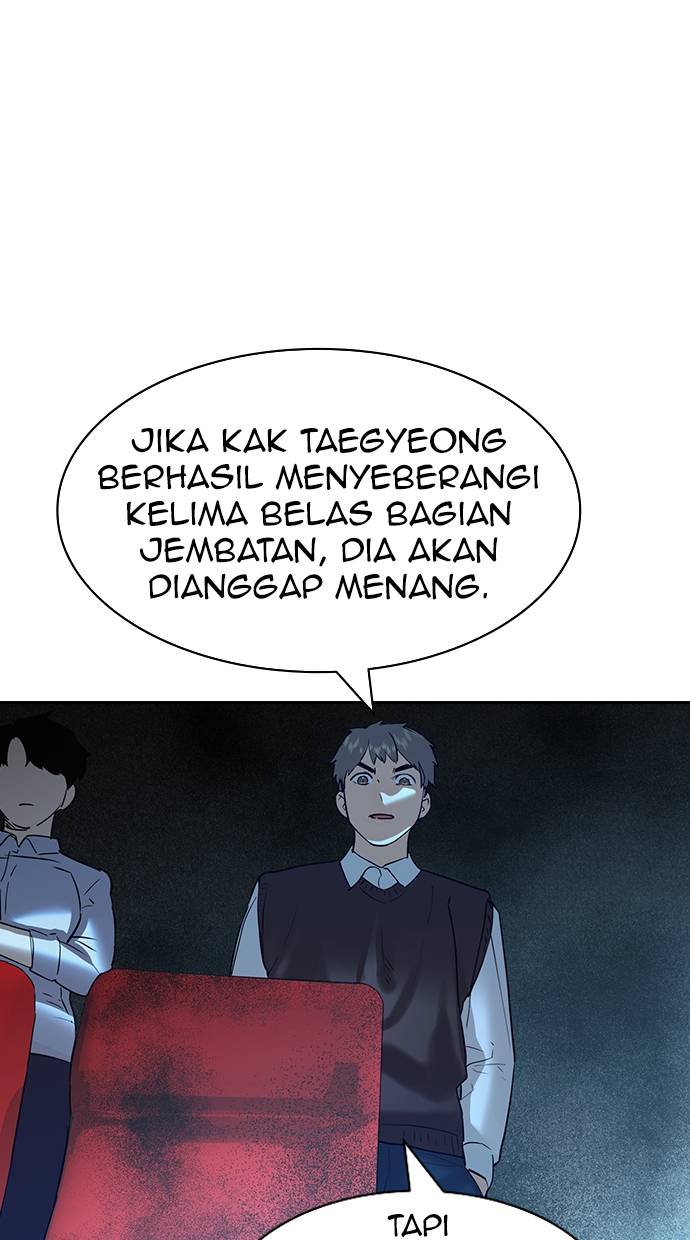 JIKA KAK TAEGYEONG
BERHASIL MENYEBERANGI
KELIMA BELAS BAGIAN
JEMBATAN, DIA AKAN
DIANGGAP MENANG.
TAPI